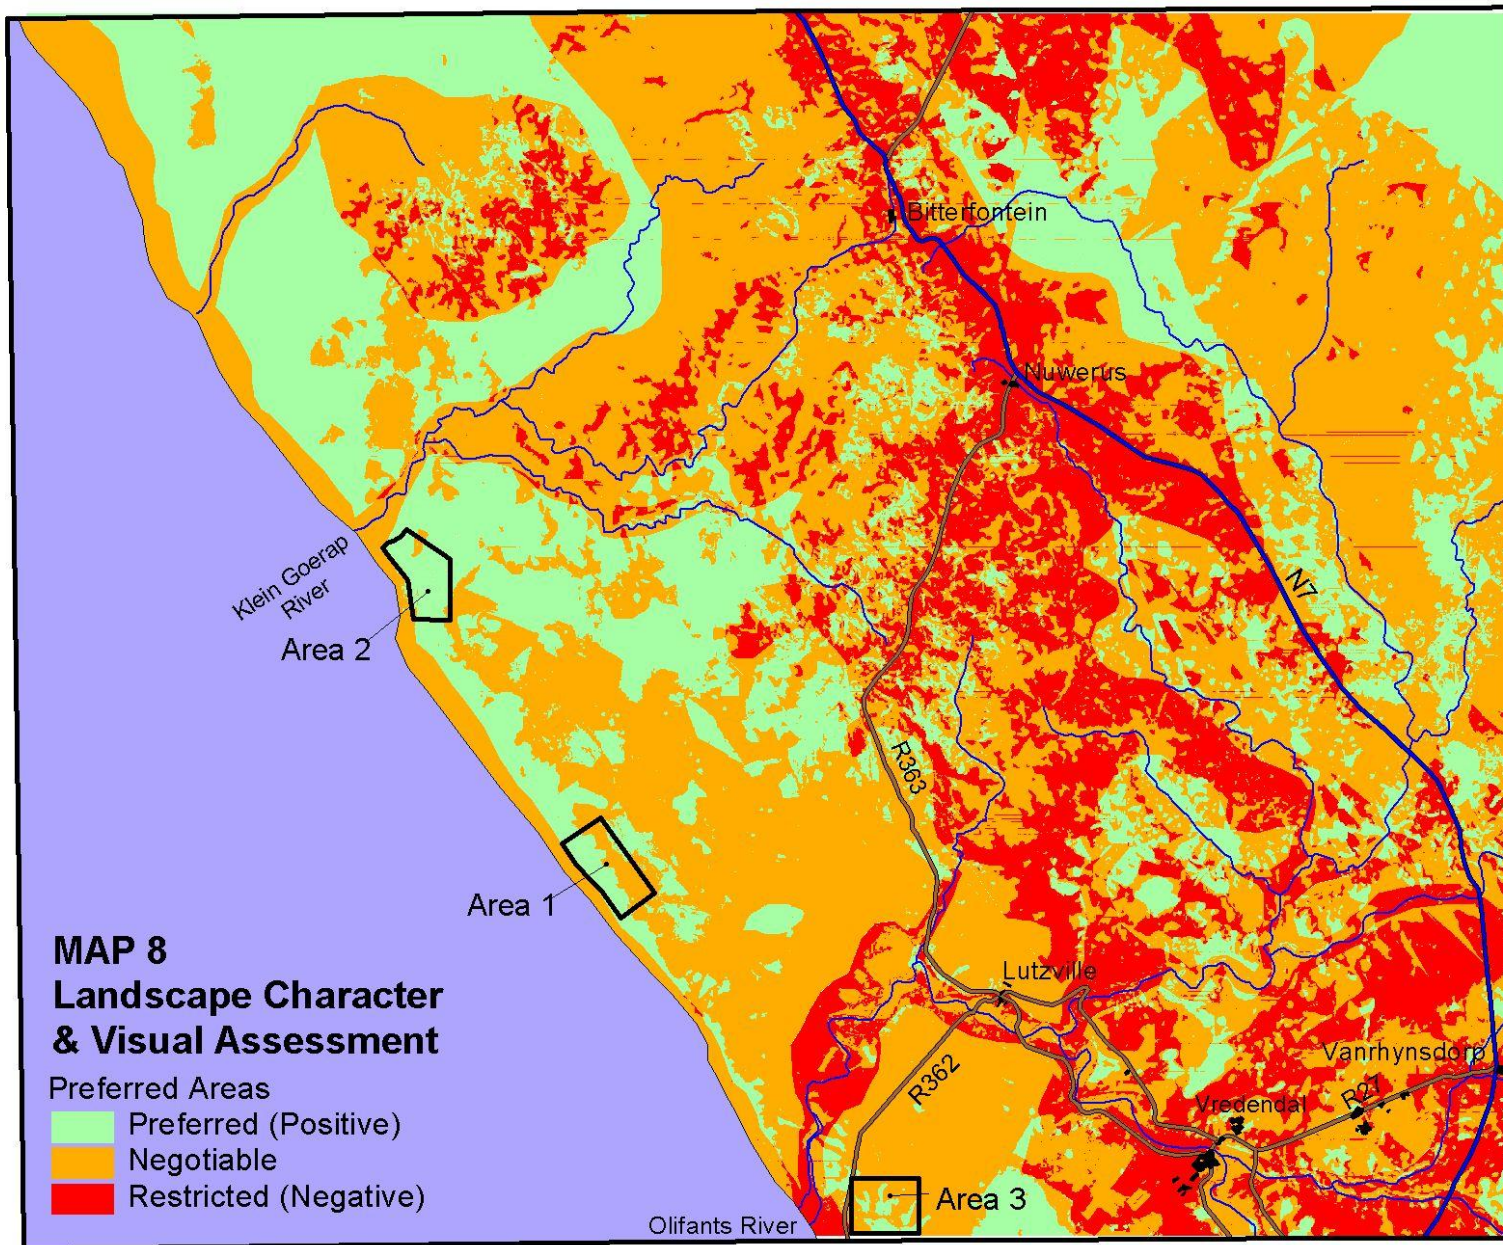 Bitterfontein
Nuwerus
N7
Klein Goerap
River
Area 2
R363
Area 1
MAP 8
Landscape Character
& Visual Assessment
Preferred Areas
Preferred (Positive)
Negotiable
Restricted (Negative)
Lutzville
R362
Vanrhynsdorp
R27
Vredendal
Area 3
Olifants River